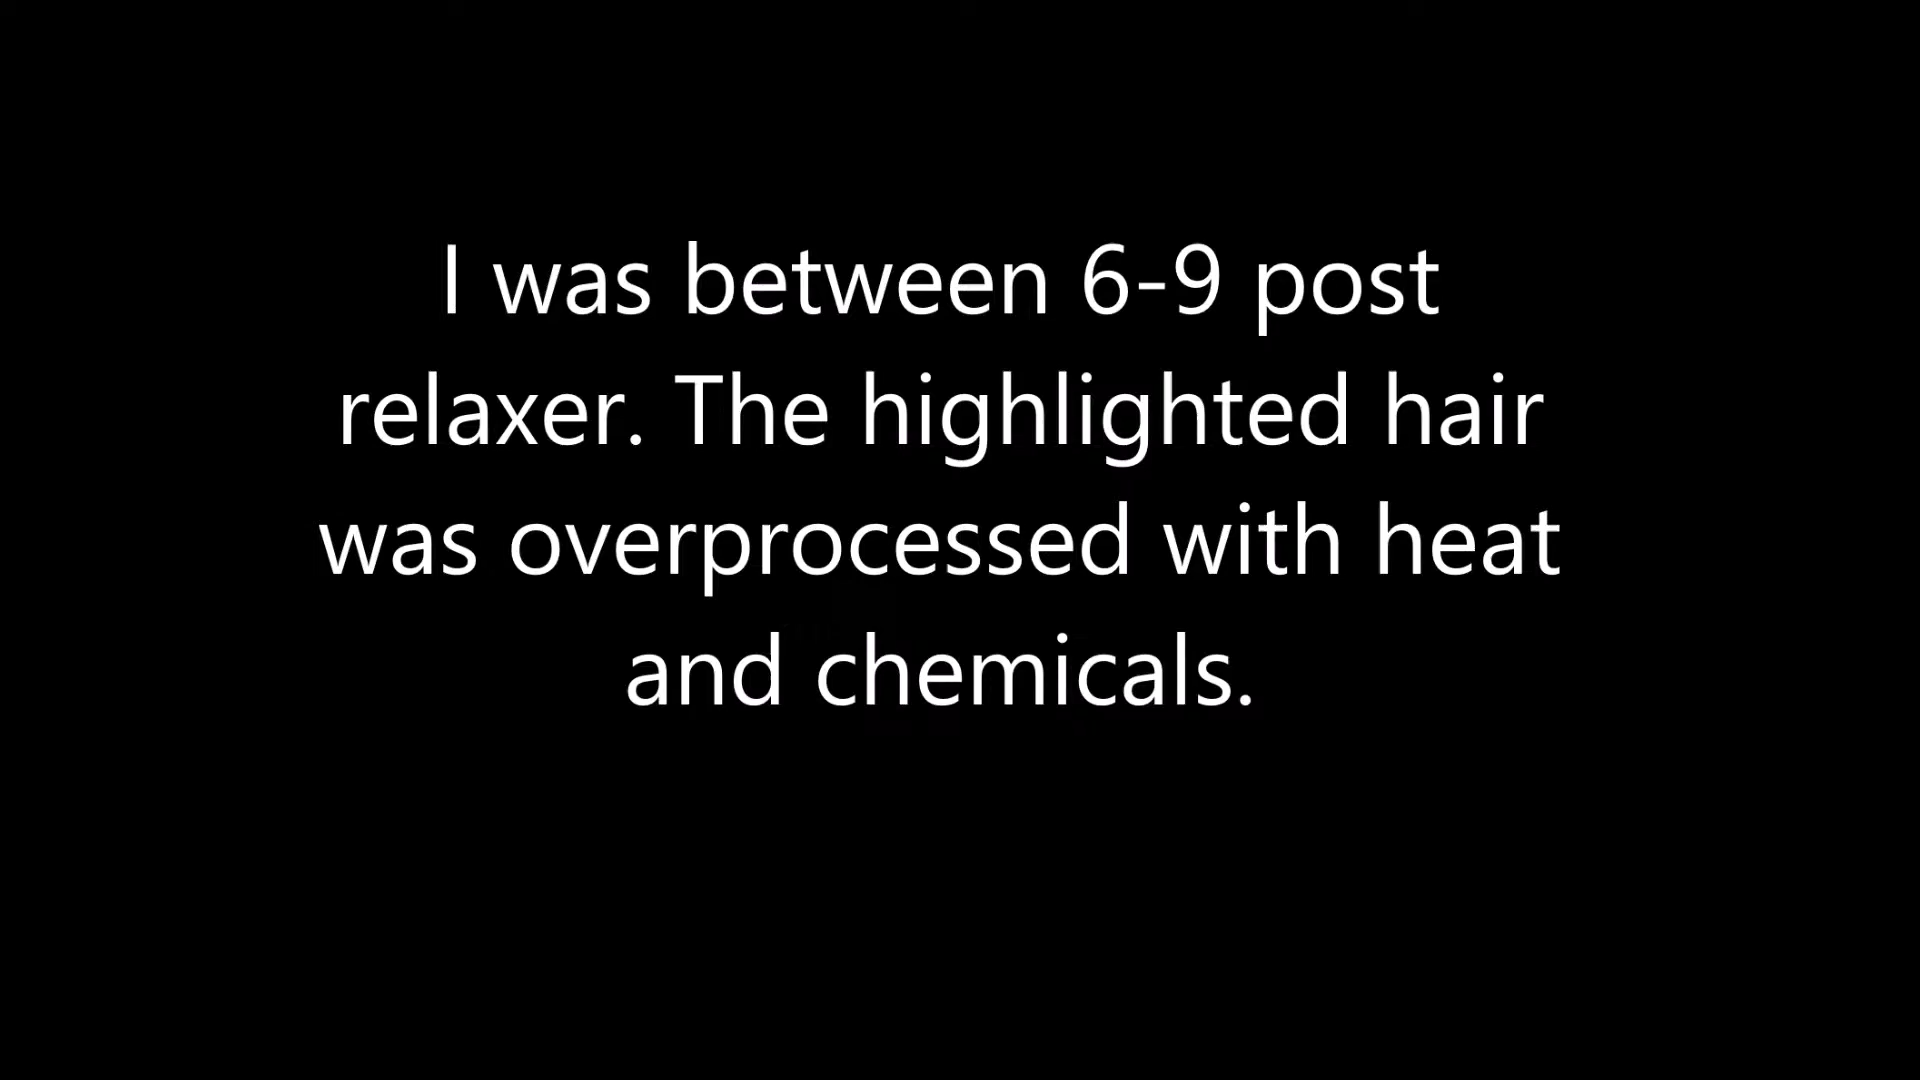 I was between 6-9 post
relaxer. The highlighted hair
was overprocessed with heat
and chemicals.